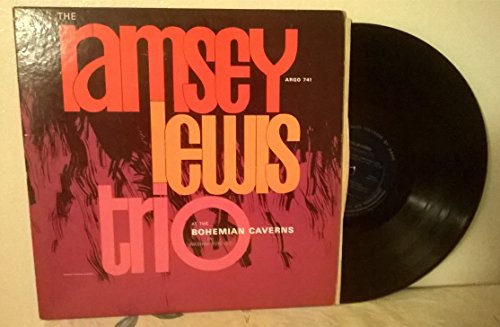 THE
ramsey
ARGO 741
lewis
trio
AT THE
BOHEMIAN CAVERNS